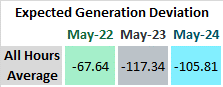 Expected Generation Deviation
May-22 May-23 May-24
All Hours Average -67.64 -117.34 -105.81